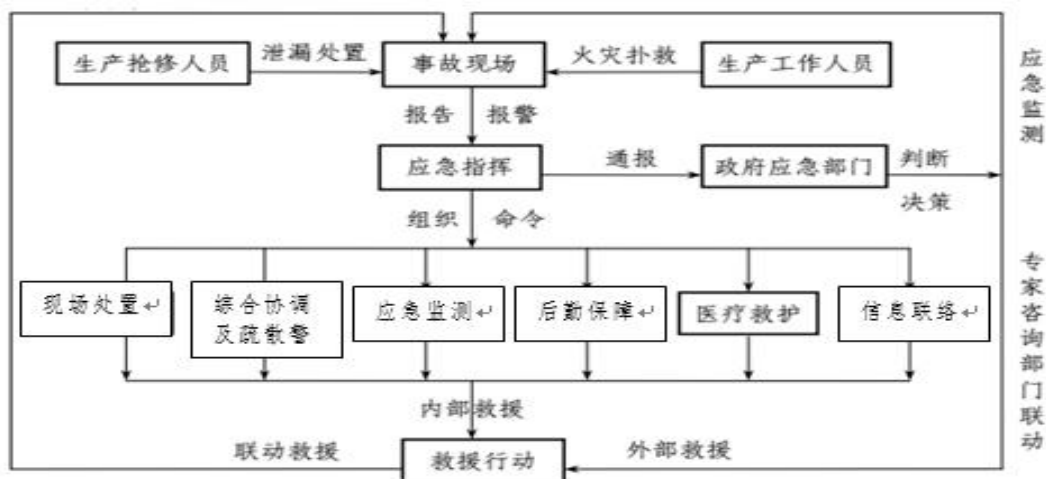 生产抢修人员
泄漏处置
事故现场
火灾扑救
生产工作人员
报告 报警
应急指挥
通报
政府应急部门
判断
决策
组织 命令
现场处置↵
综合协调
及疏散警
应急监测↵
后勤保障↵
医疗救护
信息联络↵
内部救援
联动救援
救援行动
外部救援
应急监测
专家咨询部门联动